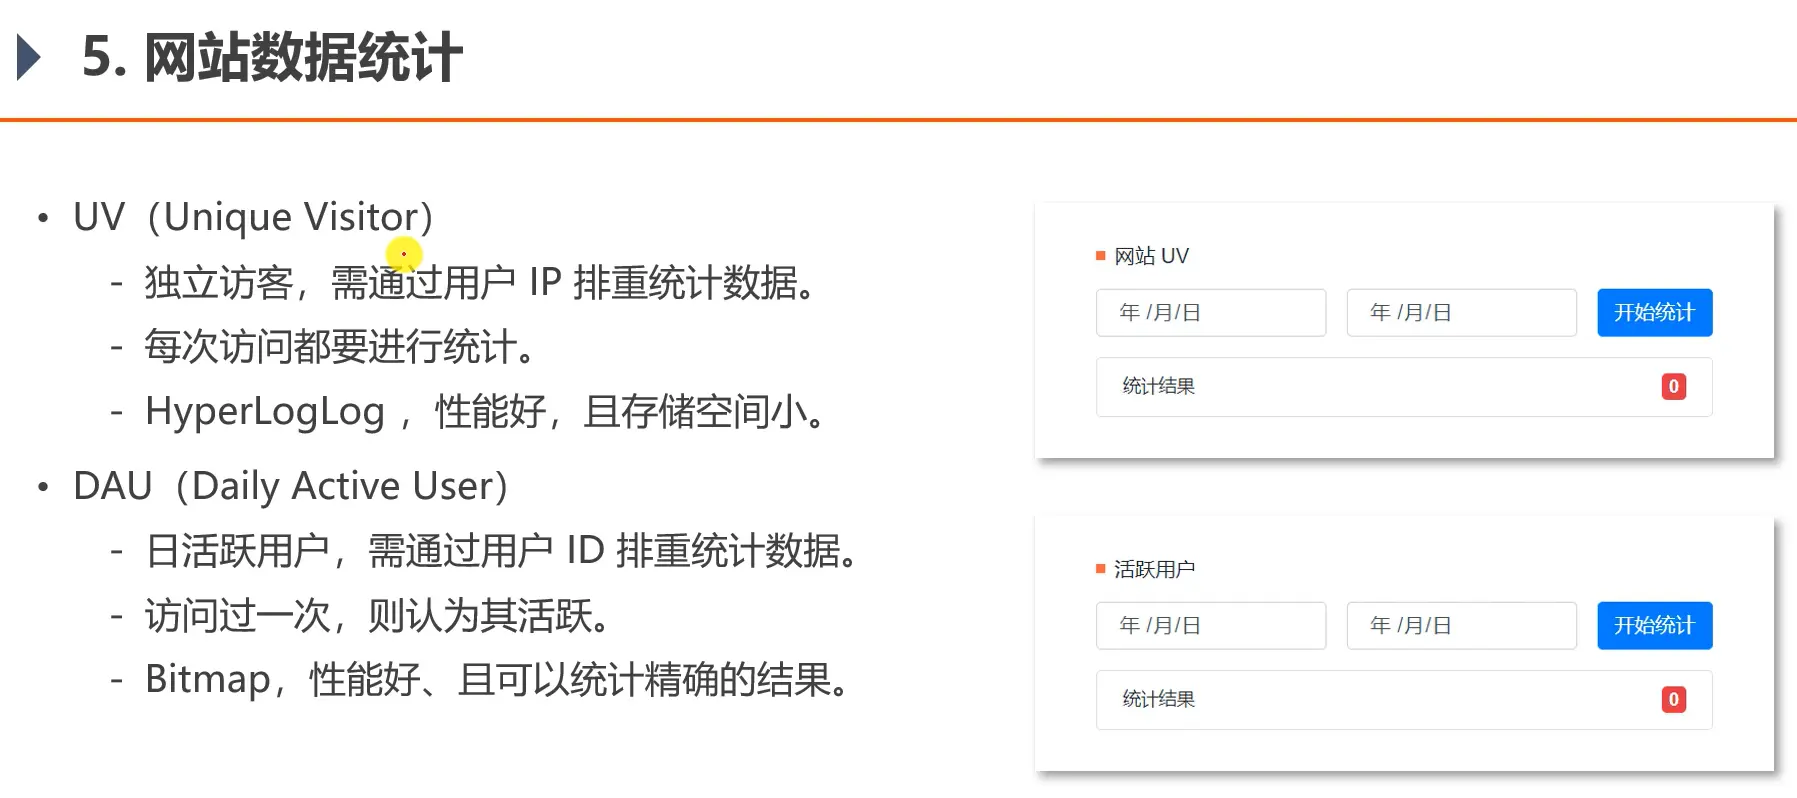 5. 网站数据统计
• UV（Unique Visitor）
- 独立访客，需通过用户 IP 排重统计数据。
- 每次访问都要进行统计。
- HyperLogLog ，性能好，且存储空间小。
• DAU（Daily Active User）
- 日活跃用户，需通过用户 ID 排重统计数据。
- 访问过一次，则认为其活跃。
- Bitmap，性能好、且可以统计精确的结果。
网站 UV
年 /月/日 年 /月/日 开始统计
统计结果 0
活跃用户
年 /月/日 年 /月/日 开始统计
统计结果 0